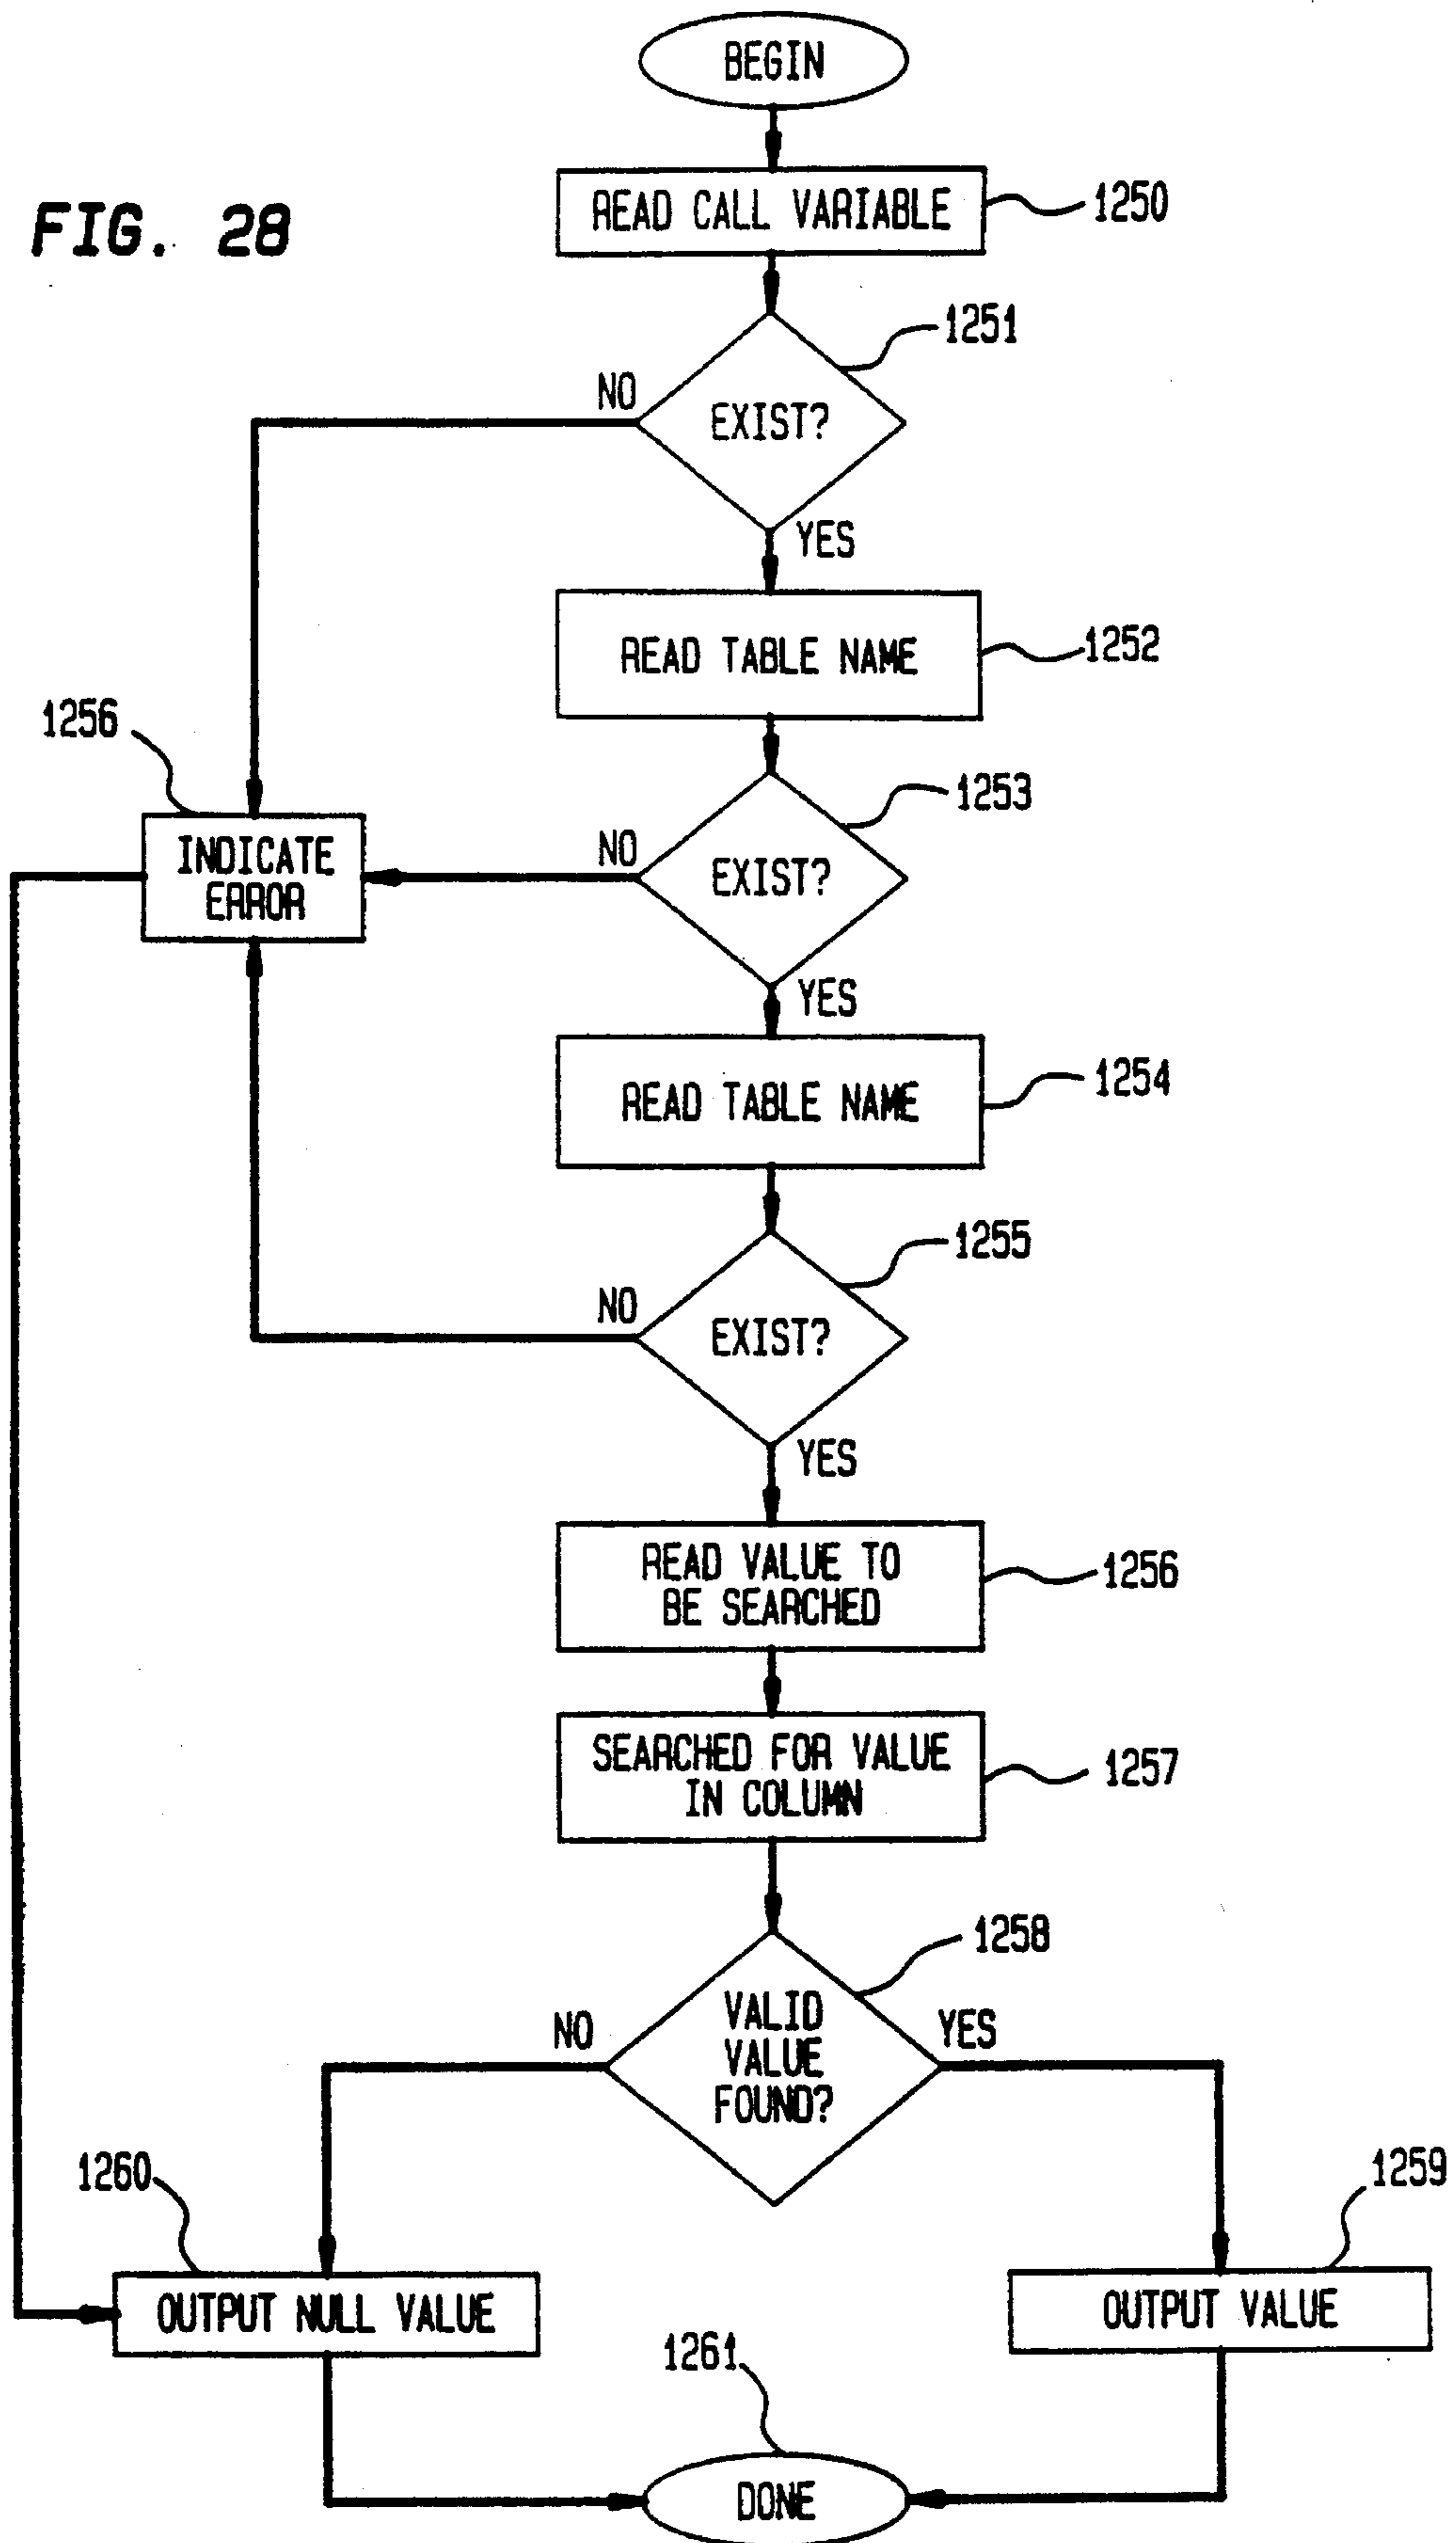 BEGIN
FIG. 28
READ CALL VARIABLE
1250
1251
NO
EXIST?
YES
READ TABLE NAME
1252
1256
INDICATE
ERROR
1253
NO
EXIST?
YES
READ TABLE NAME
1254
1255
NO
EXIST?
YES
READ VALUE TO
BE SEARCHED
1256
SEARCHED FOR VALUE
IN COLUMN
1257
1258
NO
VALID
VALUE
FOUND?
YES
1260
OUTPUT NULL VALUE
1259
OUTPUT VALUE
1261
DONE